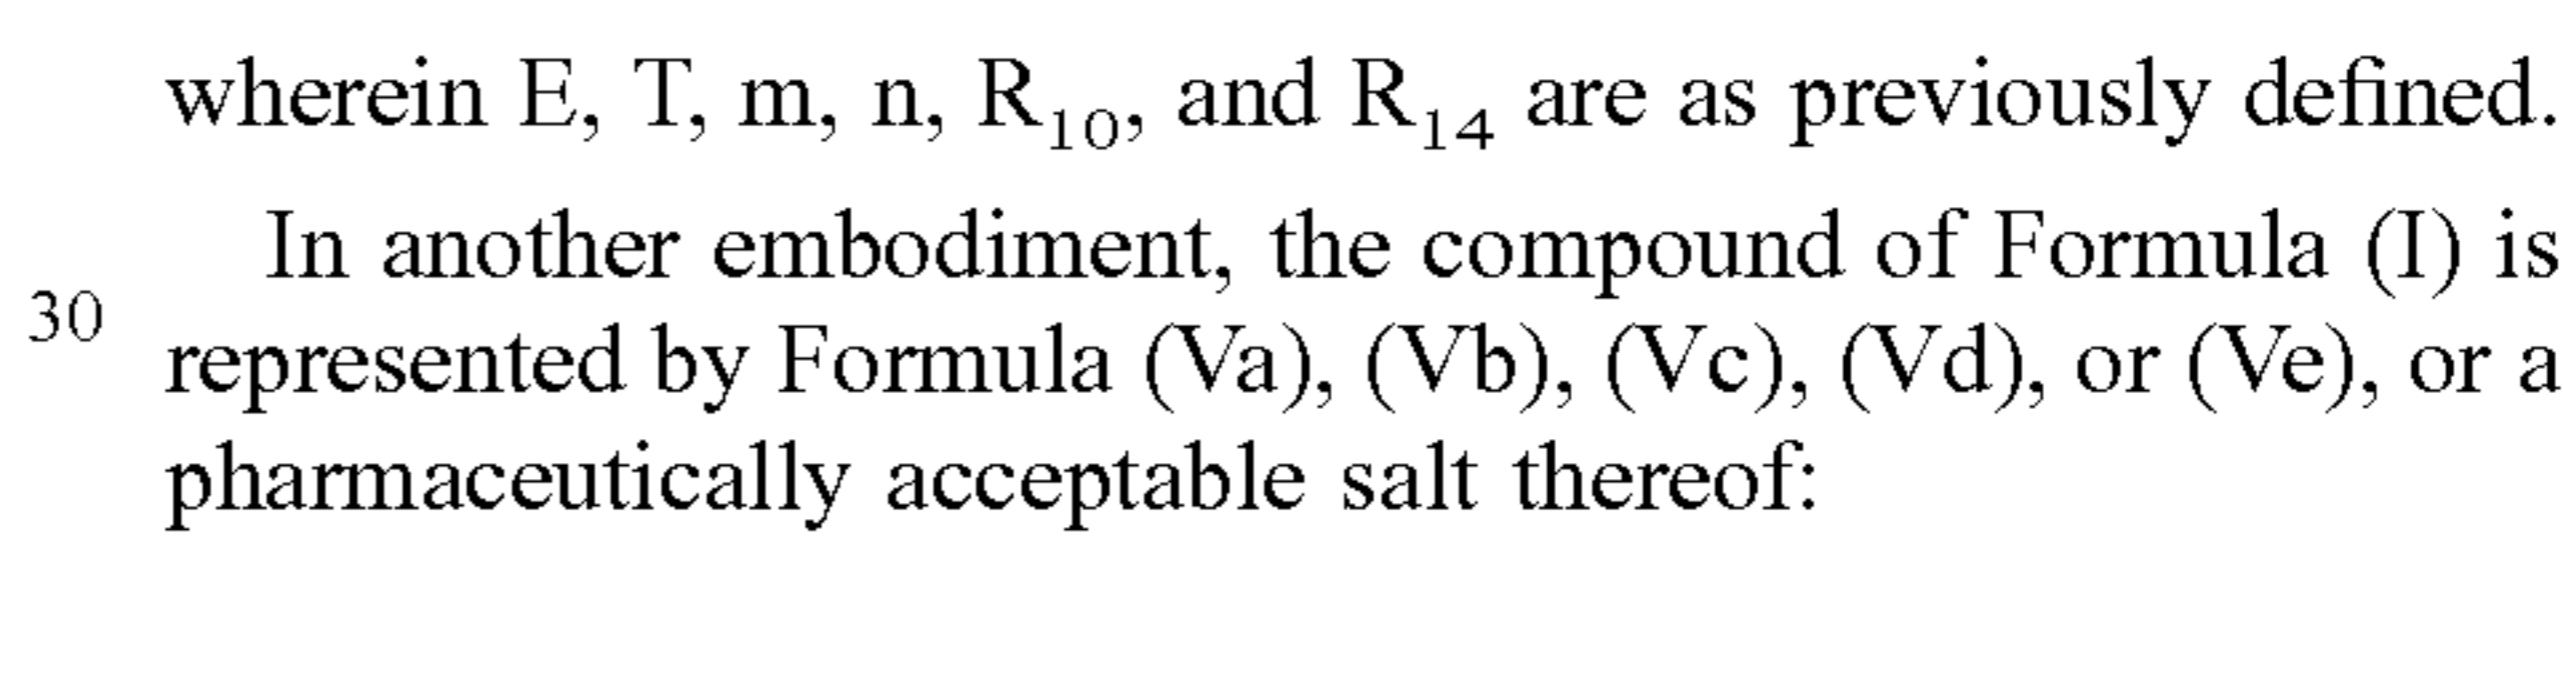 wherein E, T, m, n, R₁₀, and R₁₄ are as previously defined.
In another embodiment, the compound of Formula (I) is
30
represented by Formula (Va), (Vb), (Vc), (Vd), or (Ve), or a
pharmaceutically acceptable salt thereof: